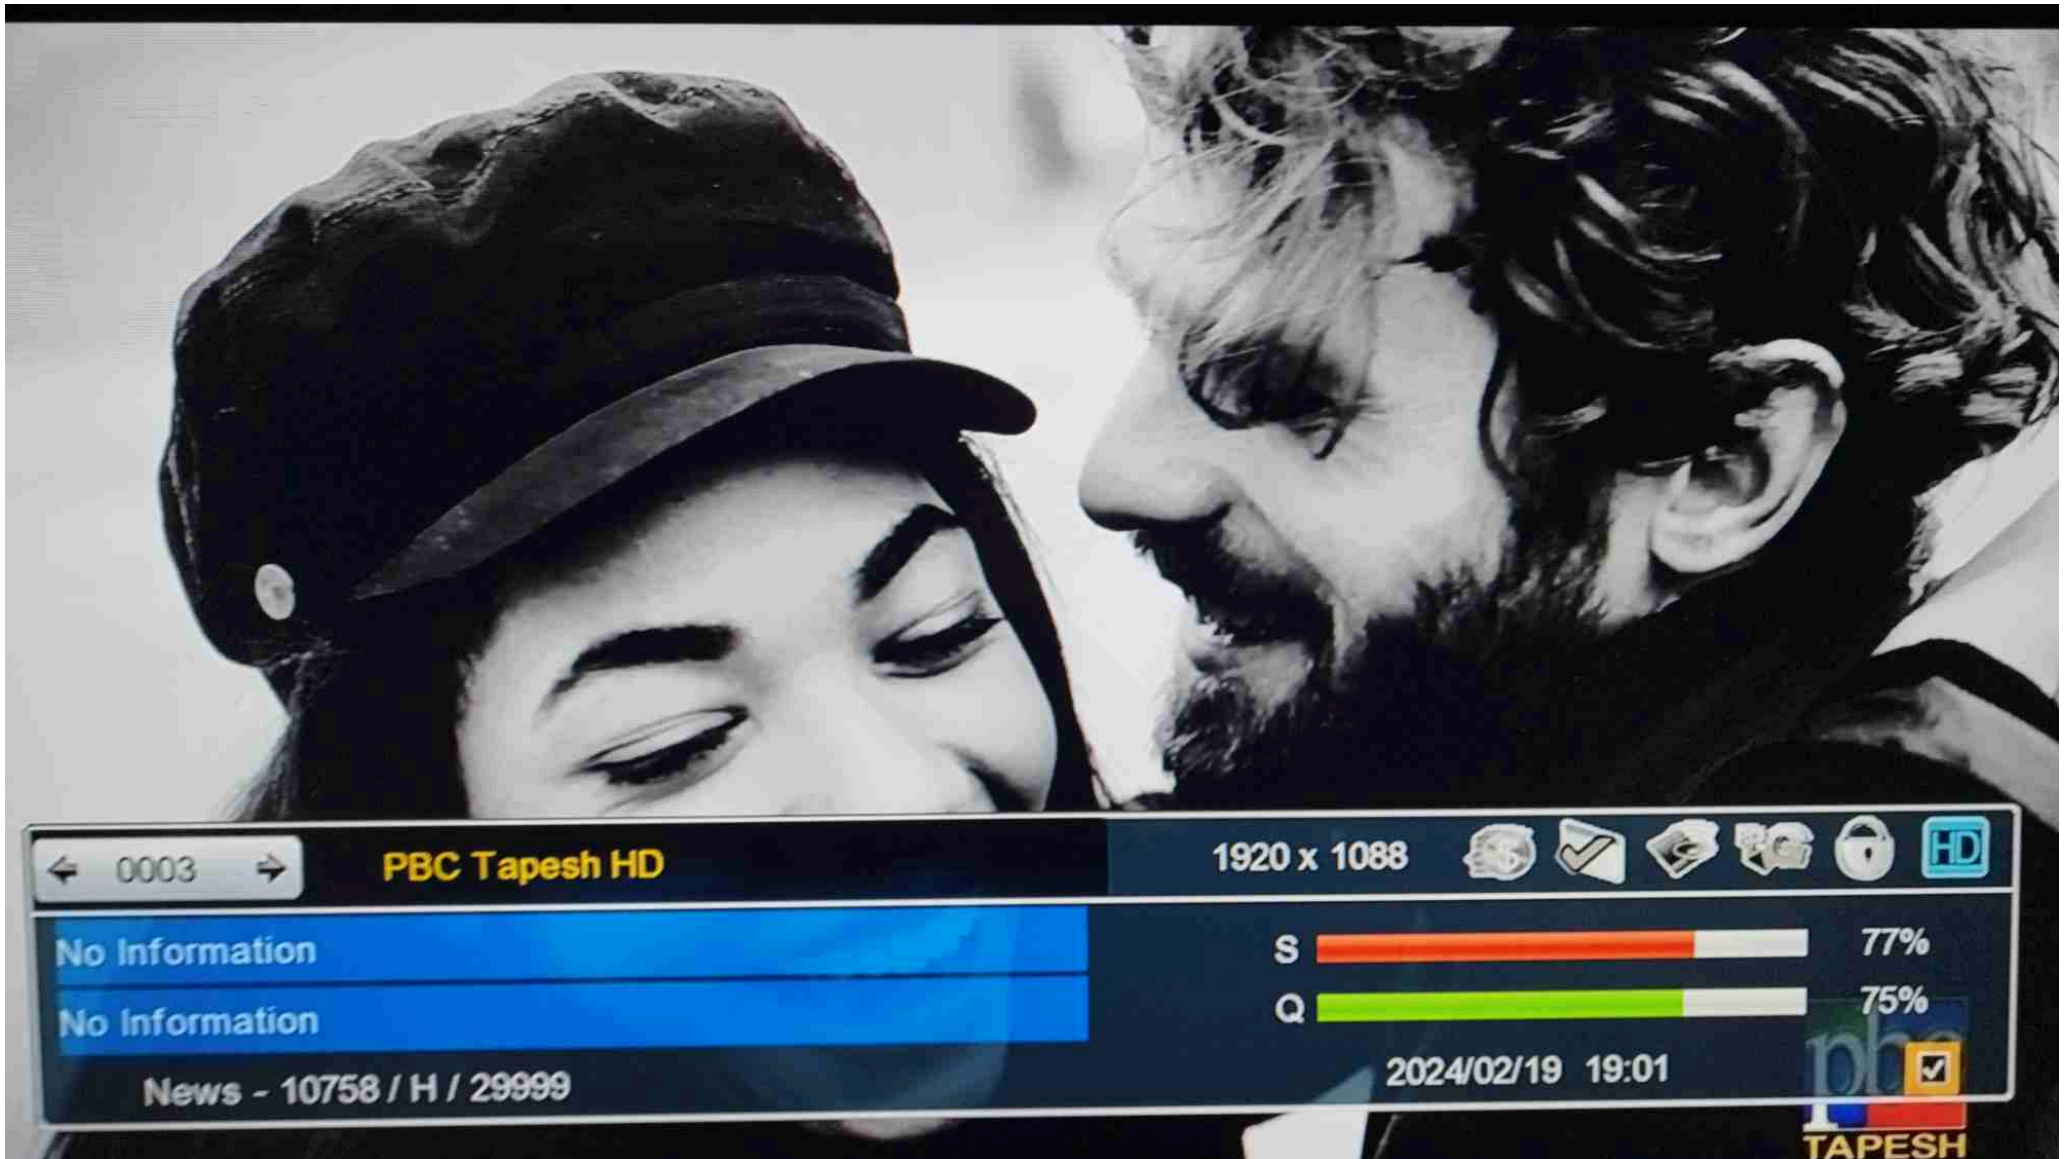 0003 PBC Tapesh HD 1920 x 1088 HD
No Information
S 77%
No Information
Q 75%
News - 10758 / H / 29999
2024/02/19 19:01
pbc
TAPESH